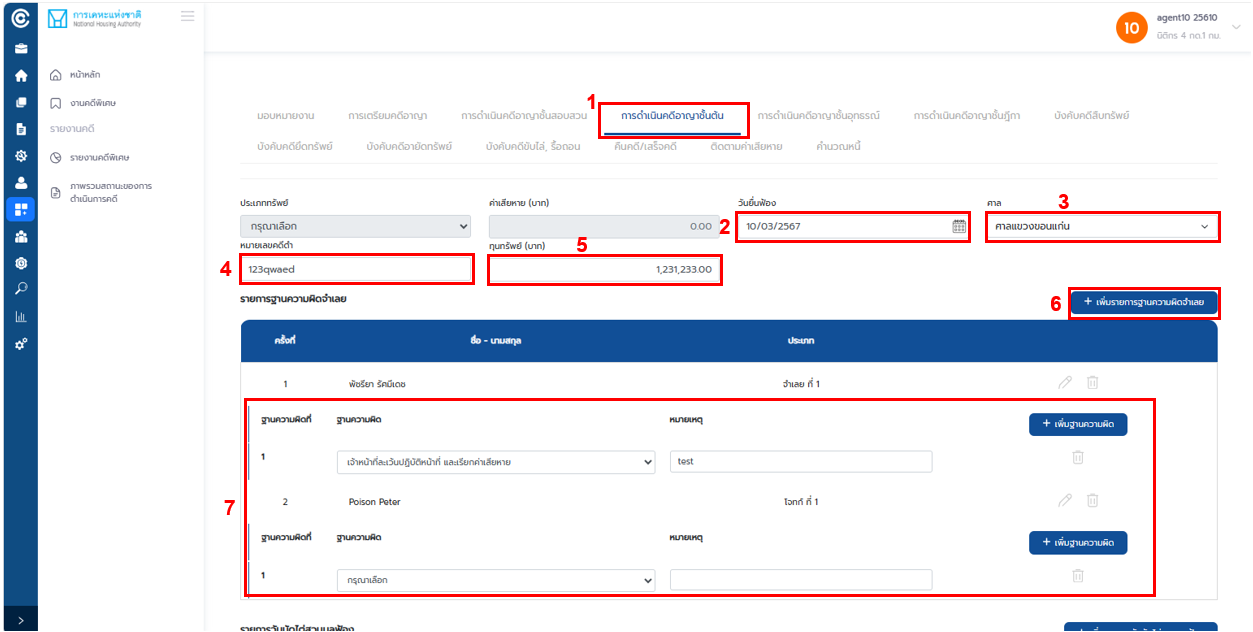 การเคหะแห่งชาติ
National Housing Authority
10
agent10 25610
นิติกร 4 กด.1 กม.
หน้าหลัก
งานคดีพิเศษ
รายงานคดี
รายงานคดีพิเศษ
ภาพรวมสถานะของการ
ดำเนินการคดี
1
มอบหมายงาน การเตรียมคดีอาญา การดำเนินคดีอาญาชั้นสอบสวน การดำเนินคดีอาญาชั้นต้น การดำเนินคดีอาญาชั้นอุทธรณ์ การดำเนินคดีอาญาชั้นฎีกา บังคับคดีสืบทรัพย์
บังคับคดียึดทรัพย์ บังคับคดีอายัดทรัพย์ บังคับคดีขับไล่, รื้อถอน คืนคดี/เสร็จคดี ติดตามค่าเสียหาย คำนวณหนี้
ประเภททรัพย์ ค่าเสียหาย (บาท) วันยื่นฟ้อง ศาล 3
กรุณาเลือก 0.00 2 10/03/2567 ศาลแขวงขอนแก่น
หมายเลขคดีดำ ทุนทรัพย์ (บาท) 5
4 123qwaed 1,231,233.00
รายการฐานความผิดจำเลย 6 + เพิ่มรายการฐานความผิดจำเลย
ครั้งที่ ชื่อ - นามสกุล ประเภท
1 พัชรียา รัศมีเดช จำเลย ที่ 1
ฐานความผิดที่ ฐานความผิด หมายเหตุ + เพิ่มฐานความผิด
1 เจ้าหน้าที่ละเว้นปฏิบัติหน้าที่ และเรียกค่าเสียหาย test
7 2 Poison Peter โจทก์ ที่ 1
ฐานความผิดที่ ฐานความผิด หมายเหตุ + เพิ่มฐานความผิด
1 กรุณาเลือก
รายการวันนัดไต่สวนมูลฟ้อง